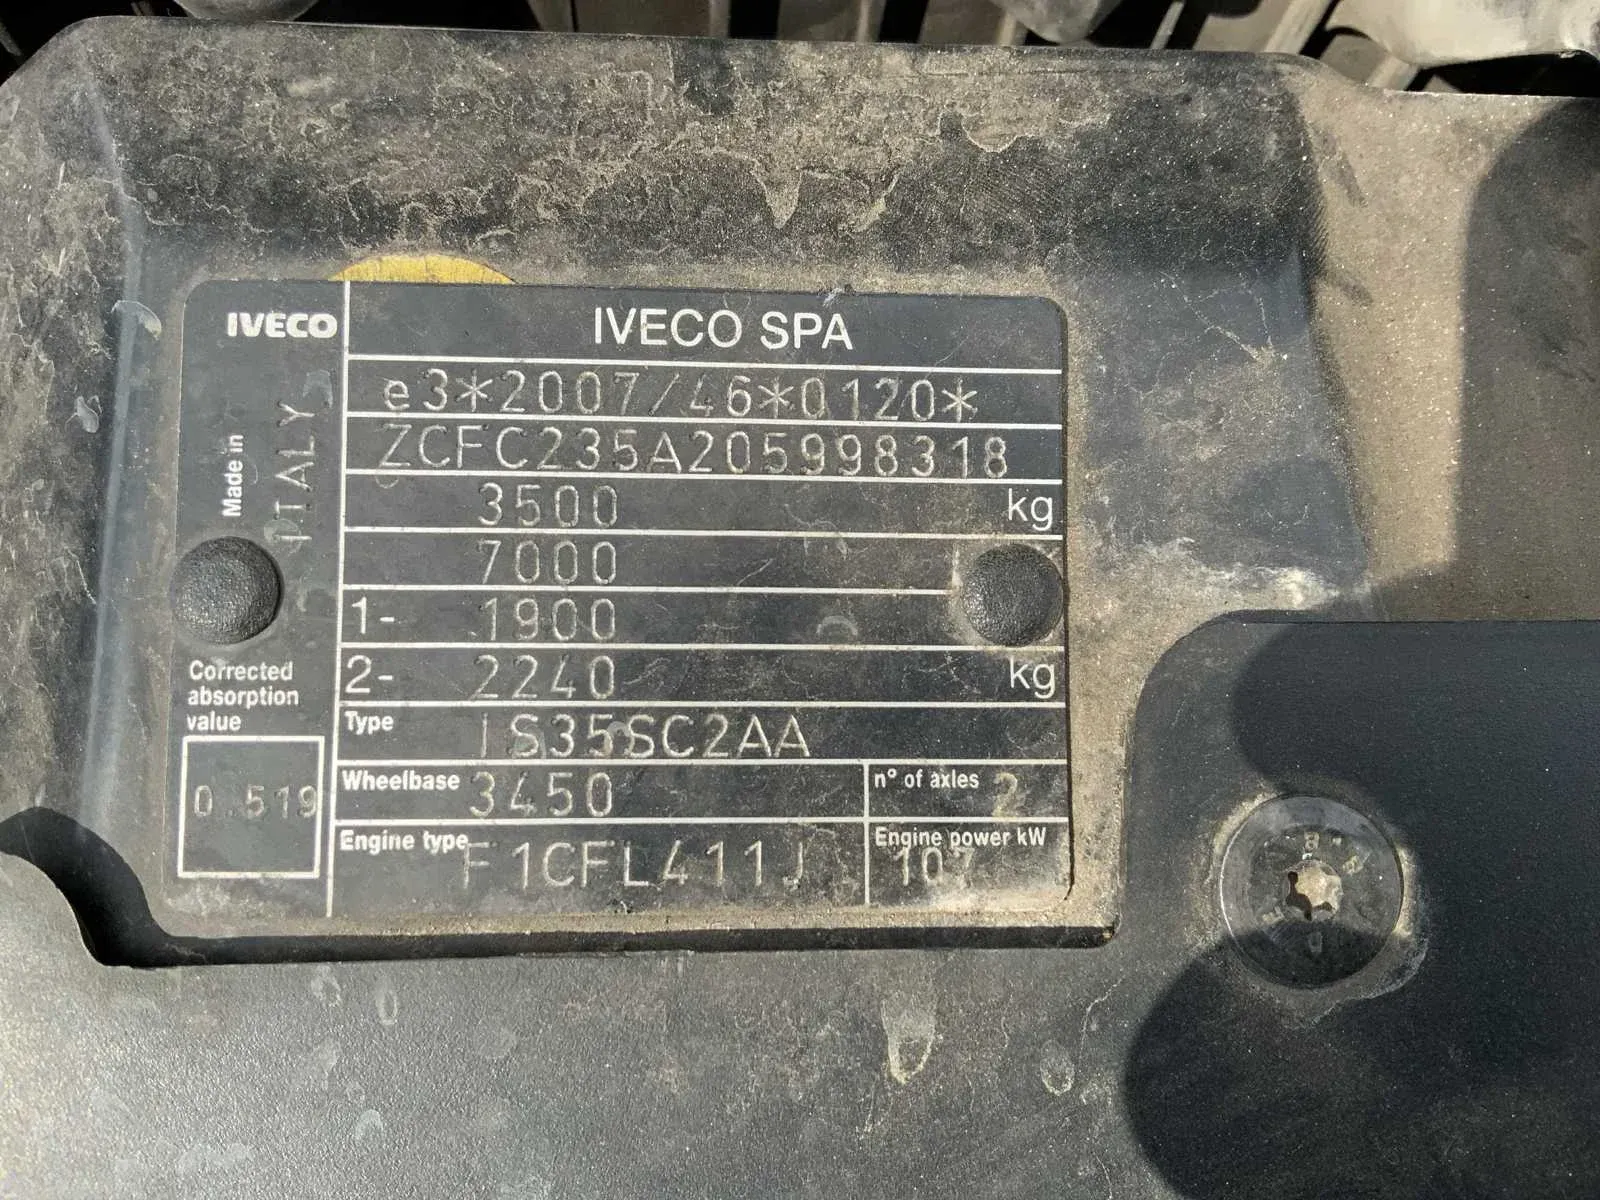 IVECO
IVECO SPA
e3*2007/46*0120*
ZCFC235A205998318
Made in
ITALY
3500 kg
7000
1- 1900
2- 2240 kg
Corrected
absorption
value
0.519
Type IS35SC2AA
Wheelbase 3450
n° of axles 2
Engine type F1CFL411J
Engine power kW
107